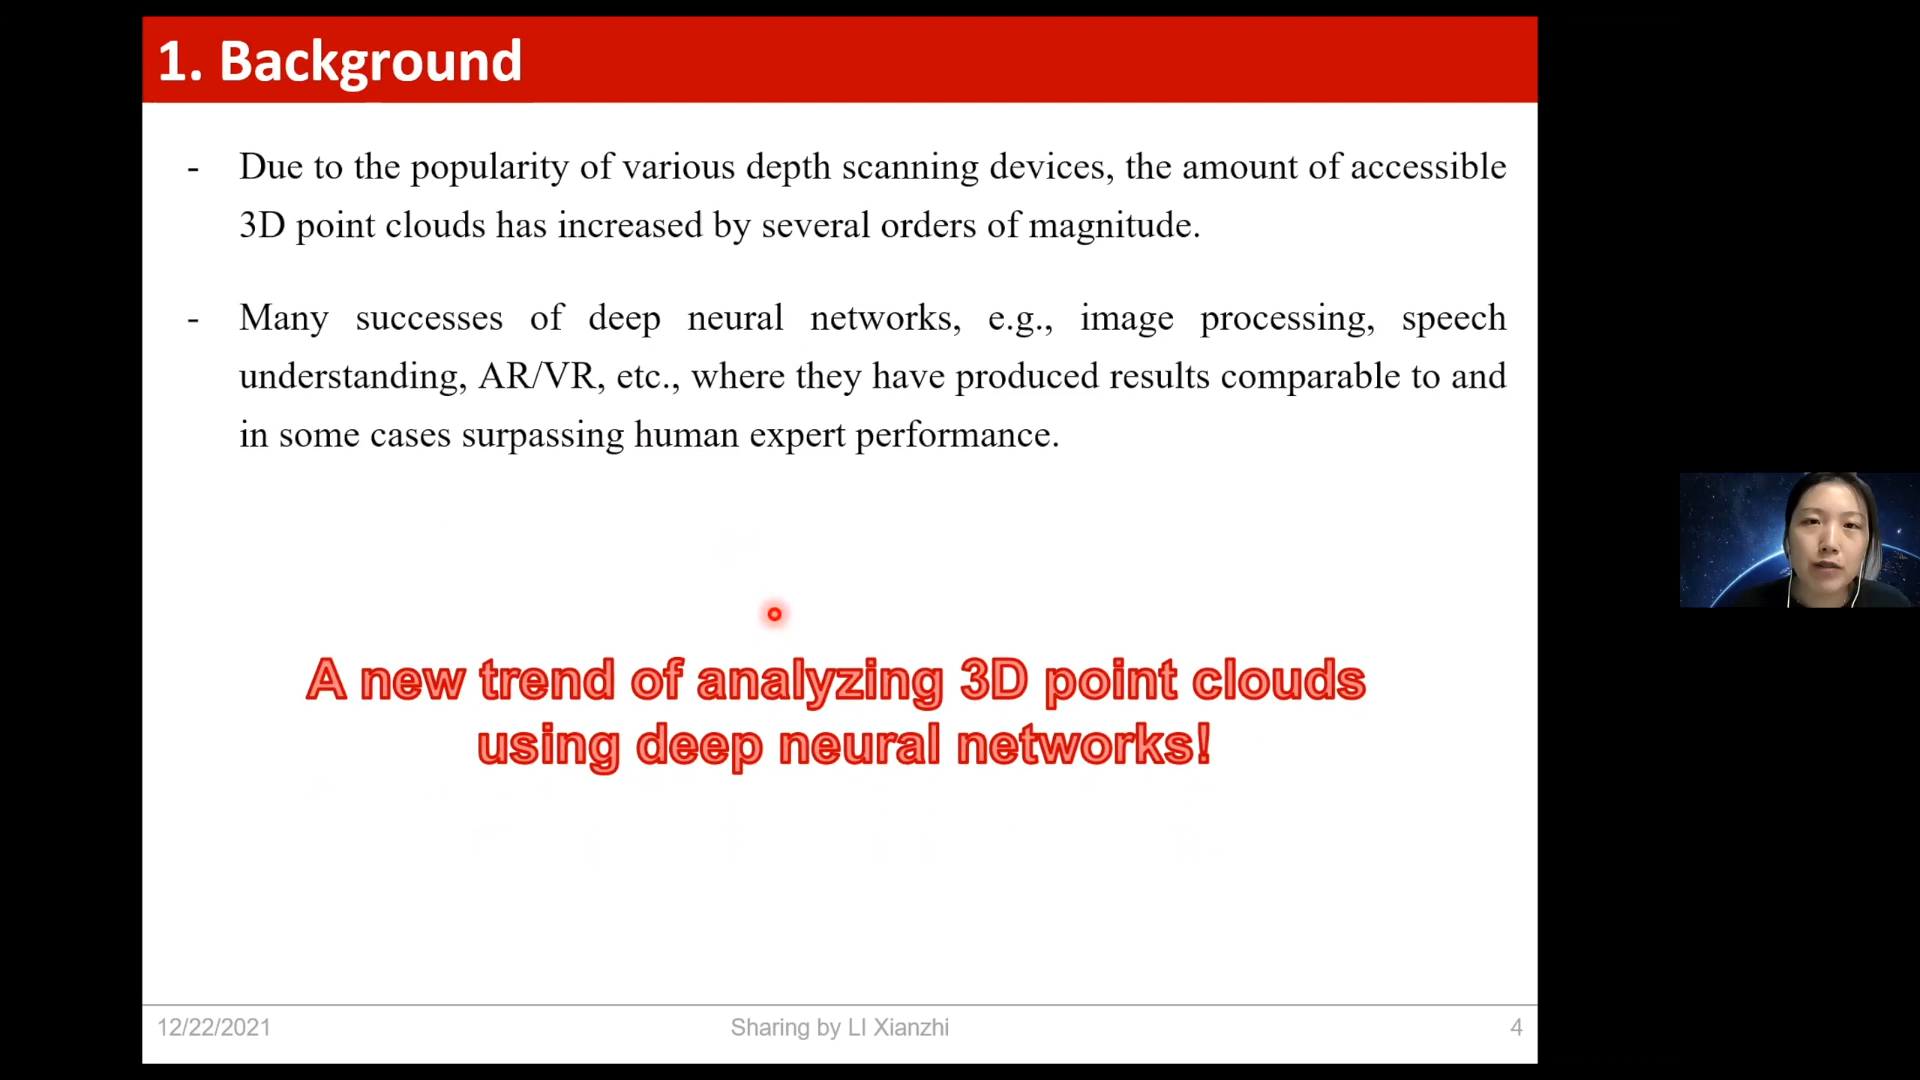 1. Background
- Due to the popularity of various depth scanning devices, the amount of accessible
3D point clouds has increased by several orders of magnitude.
- Many successes of deep neural networks, e.g., image processing, speech
understanding, AR/VR, etc., where they have produced results comparable to and
in some cases surpassing human expert performance.
A new trend of analyzing 3D point clouds
using deep neural networks!
12/22/2021
Sharing by LI Xianzhi
4